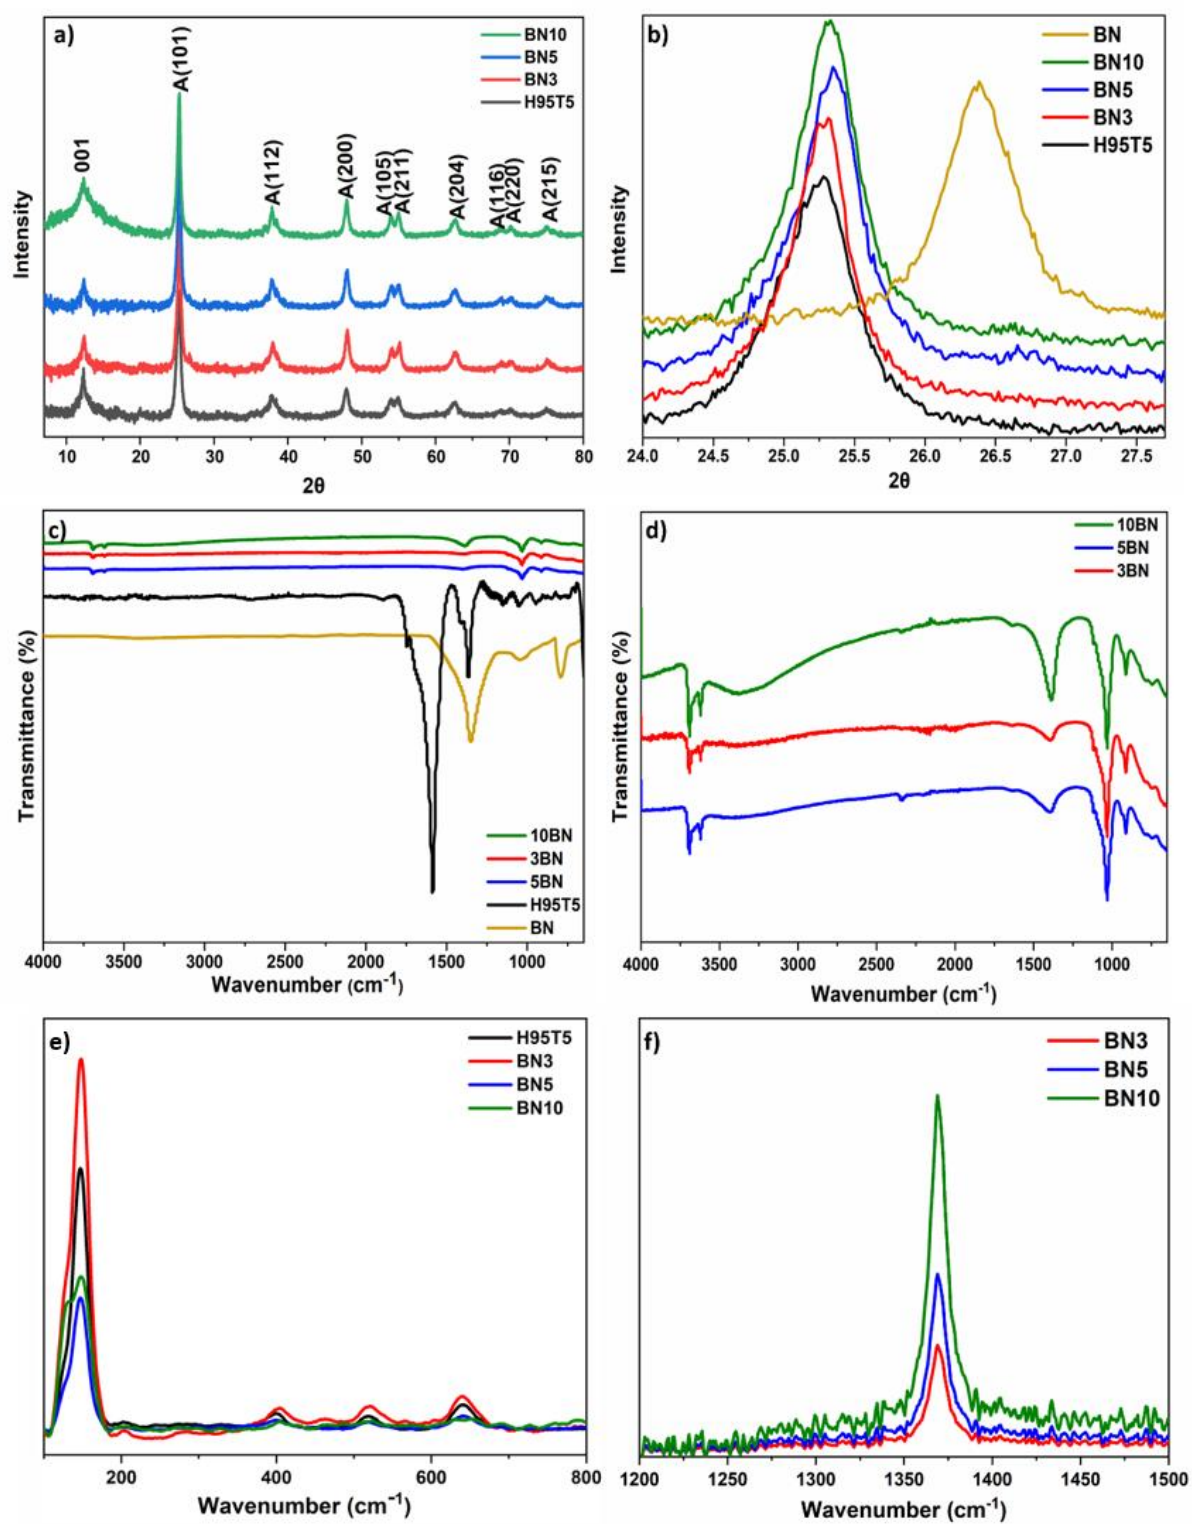 a)
BN10
BN5
BN3
H95T5
001
A(101)
A(112)
A(200)
A(105)
A(211)
A(204)
A(116)
A(220)
A(215)
Intensity
10 20 30 40 50 60 70 80
2θ
b)
BN
BN10
BN5
BN3
H95T5
Intensity
24.0 24.5 25.0 25.5 26.0 26.5 27.0 27.5
2θ
c)
Transmittance (%)
10BN
3BN
5BN
H95T5
BN
4000 3500 3000 2500 2000 1500 1000
Wavenumber (cm⁻¹)
d)
10BN
5BN
3BN
Transmittance (%)
4000 3500 3000 2500 2000 1500 1000
Wavenumber (cm⁻¹)
e)
H95T5
BN3
BN5
BN10
200 400 600 800
Wavenumber (cm⁻¹)
f)
BN3
BN5
BN10
1200 1250 1300 1350 1400 1450 1500
Wavenumber (cm⁻¹)